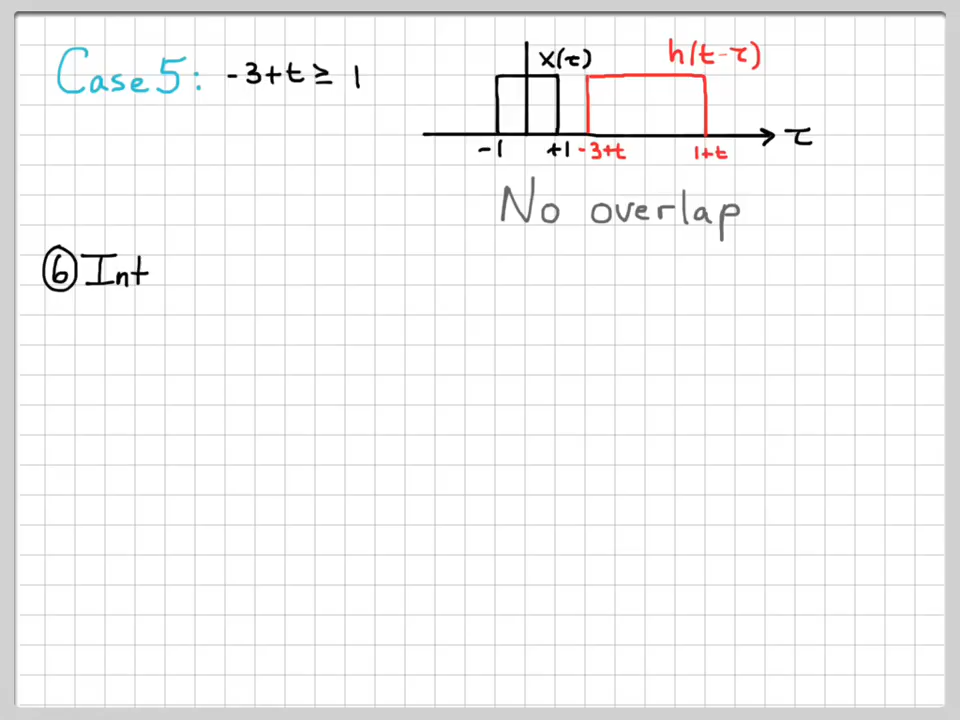 Case 5: -3+t ≥ 1
x(τ) h(t-τ)
-1 +1 -3+t 1+t τ
No overlap
⑥ Int